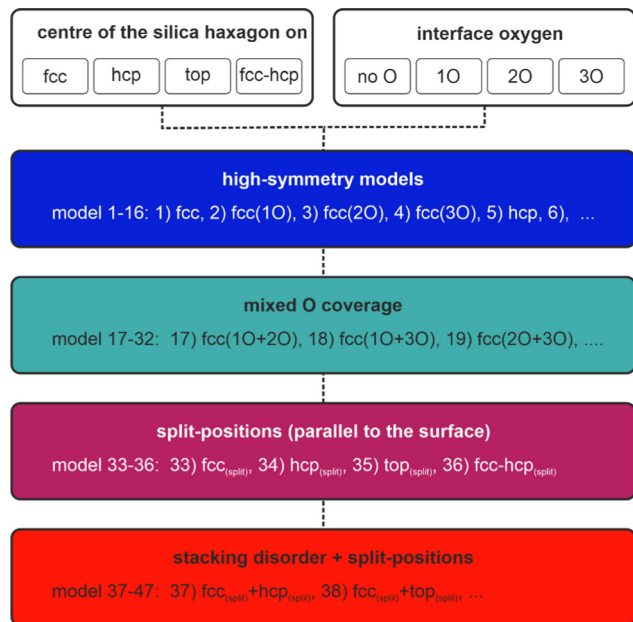 centre of the silica haxagon on
fcc
hcp
top
fcc-hcp
interface oxygen
no O
1O
2O
3O
high-symmetry models
model 1-16: 1) fcc, 2) fcc(1O), 3) fcc(2O), 4) fcc(3O), 5) hcp, 6), ...
mixed O coverage
model 17-32: 17) fcc(1O+2O), 18) fcc(1O+3O), 19) fcc(2O+3O), ....
split-positions (parallel to the surface)
model 33-36: 33) fcc(split), 34) hcp(split), 35) top(split), 36) fcc-hcp(split)
stacking disorder + split-positions
model 37-47: 37) fcc(split)+hcp(split), 38) fcc(split)+top(split), ...